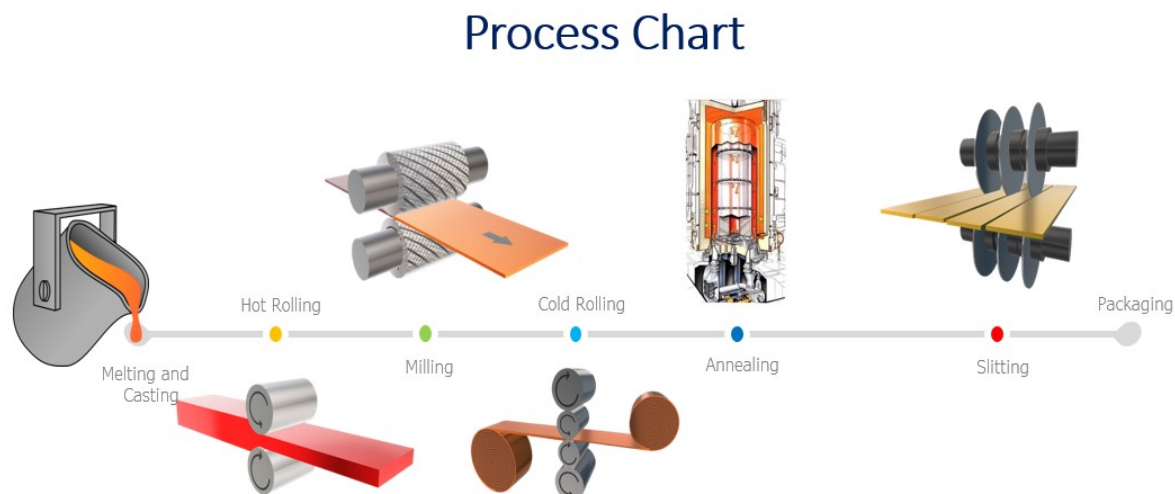 Process Chart
Hot Rolling
Cold Rolling
Packaging
Melting and
Casting
Milling
Annealing
Slitting